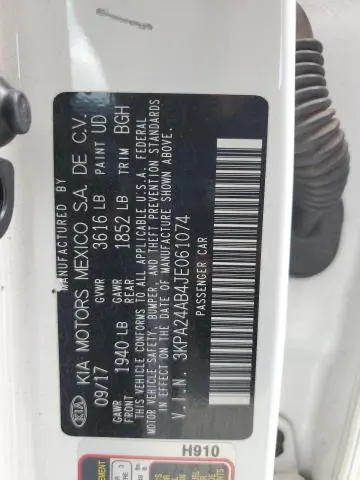 MANUFACTURED BY
KIA KIA MOTORS MEXICO S.A. DE C.V.
09/17 GVWR 3616 LB PAINT UD
GAWR FRONT 1940 LB GAWR REAR 1852 LB TRIM BGH
THIS VEHICLE CONFORMS TO ALL APPLICABLE U.S.A. FEDERAL
MOTOR VEHICLE SAFETY, BUMPER, AND THEFT PREVENTION STANDARDS
IN EFFECT ON THE DATE OF MANUFACTURE SHOWN ABOVE.
V.I.N. 3KPA24AB4JE061074
PASSENGER CAR
H910